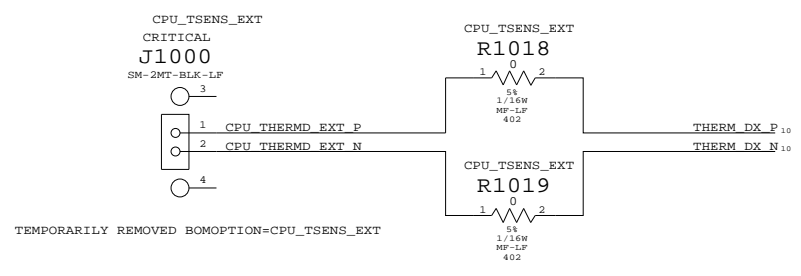 CPU_TSENS_EXT
CRITICAL
J1000
SM-2MT-BLK-LF
3
1 CPU_THERMD_EXT_P
2 CPU_THERMD_EXT_N
4
CPU_TSENS_EXT
R1018
0
1 2
5%
1/16W
MF-LF
402
THERM_DX_P 10
THERM_DX_N 10
CPU_TSENS_EXT
R1019
0
1 2
5%
1/16W
MF-LF
402
TEMPORARILY REMOVED BOMOPTION=CPU_TSENS_EXT